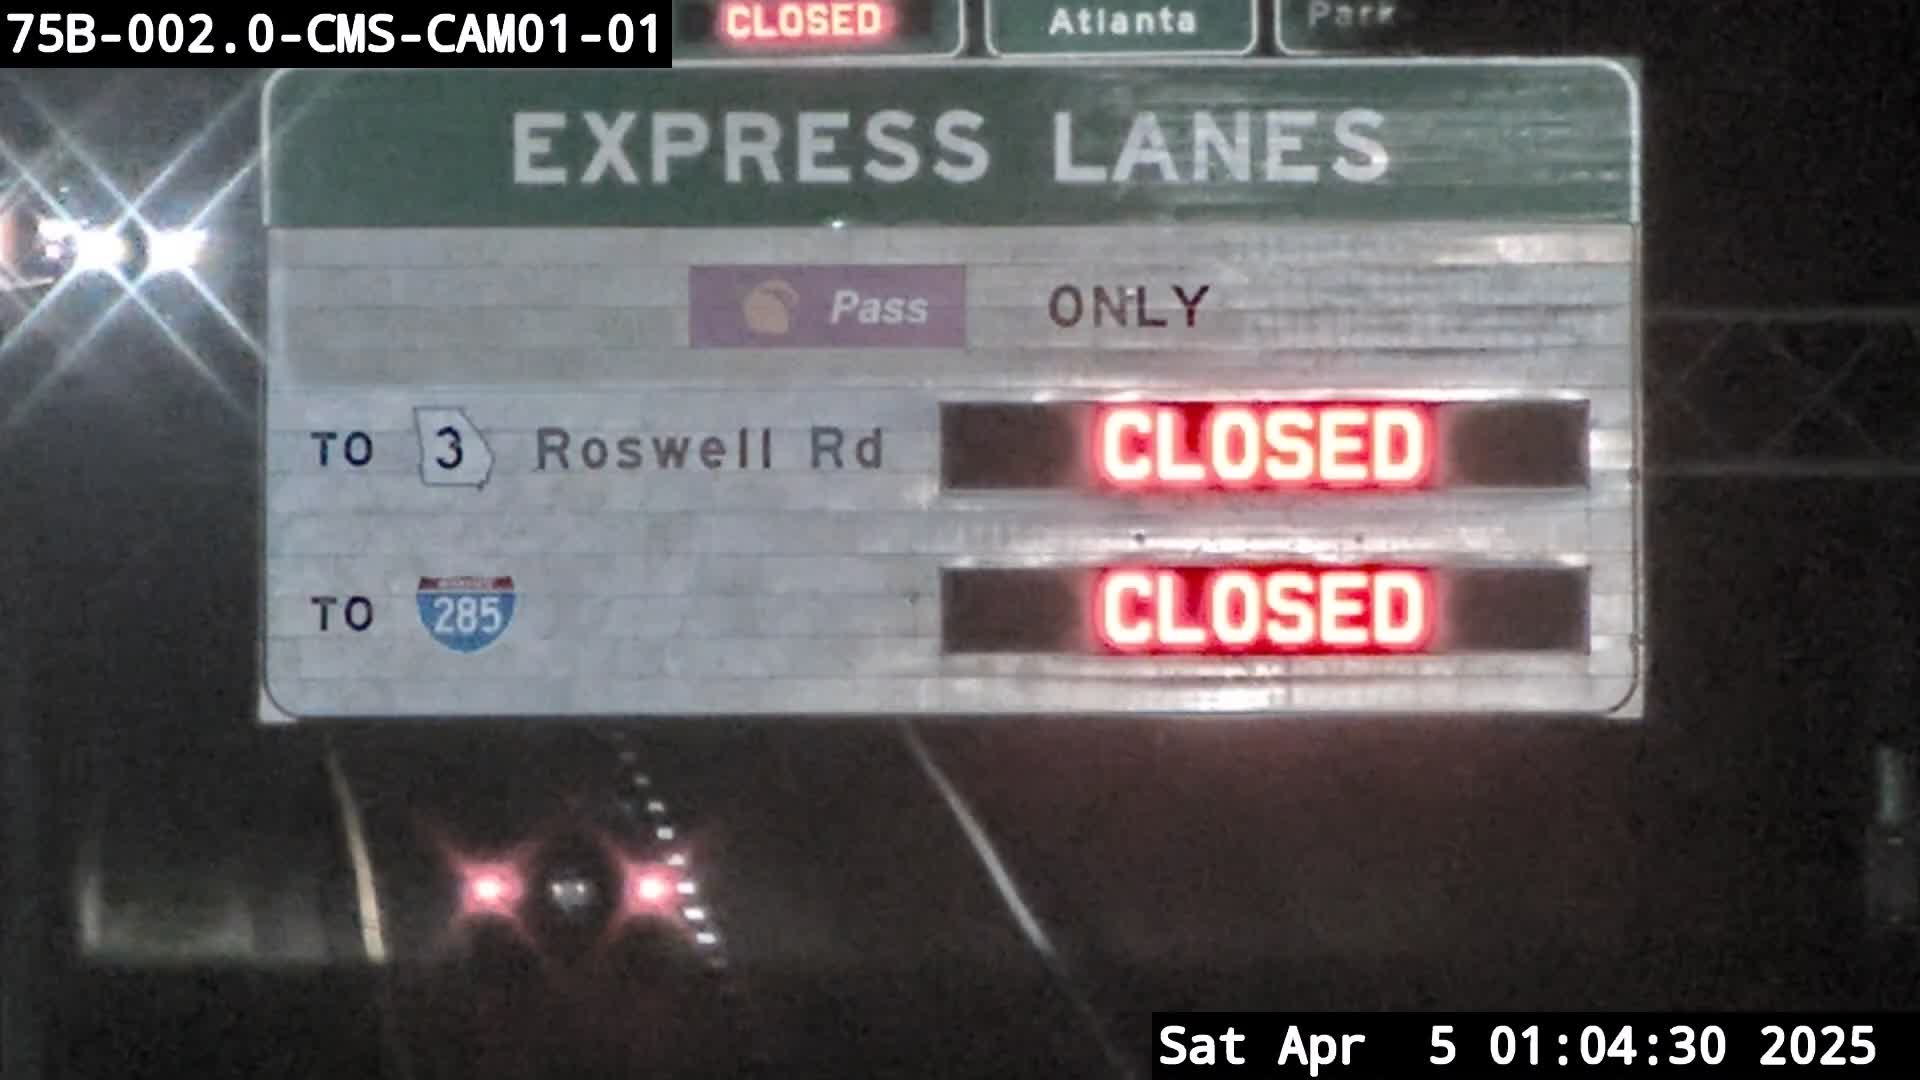 75B-002.0-CMS-CAM01-01
CLOSED
Atlanta
Park
EXPRESS LANES
Pass ONLY
TO 3 Roswell Rd CLOSED
TO 285 CLOSED
Sat Apr 5 01:04:30 2025